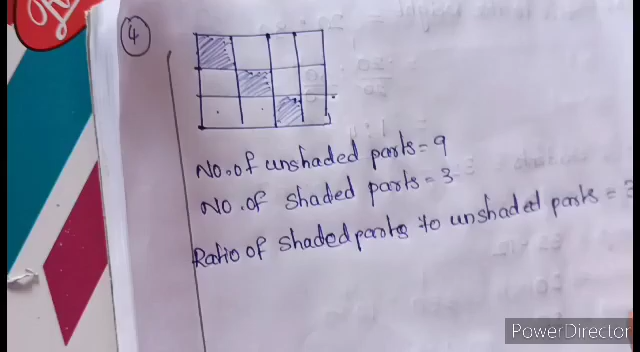 4
No. of unshaded parts = 9
No. of shaded parts = 3
Ratio of shaded parts to unshaded parts = 3
PowerDirector